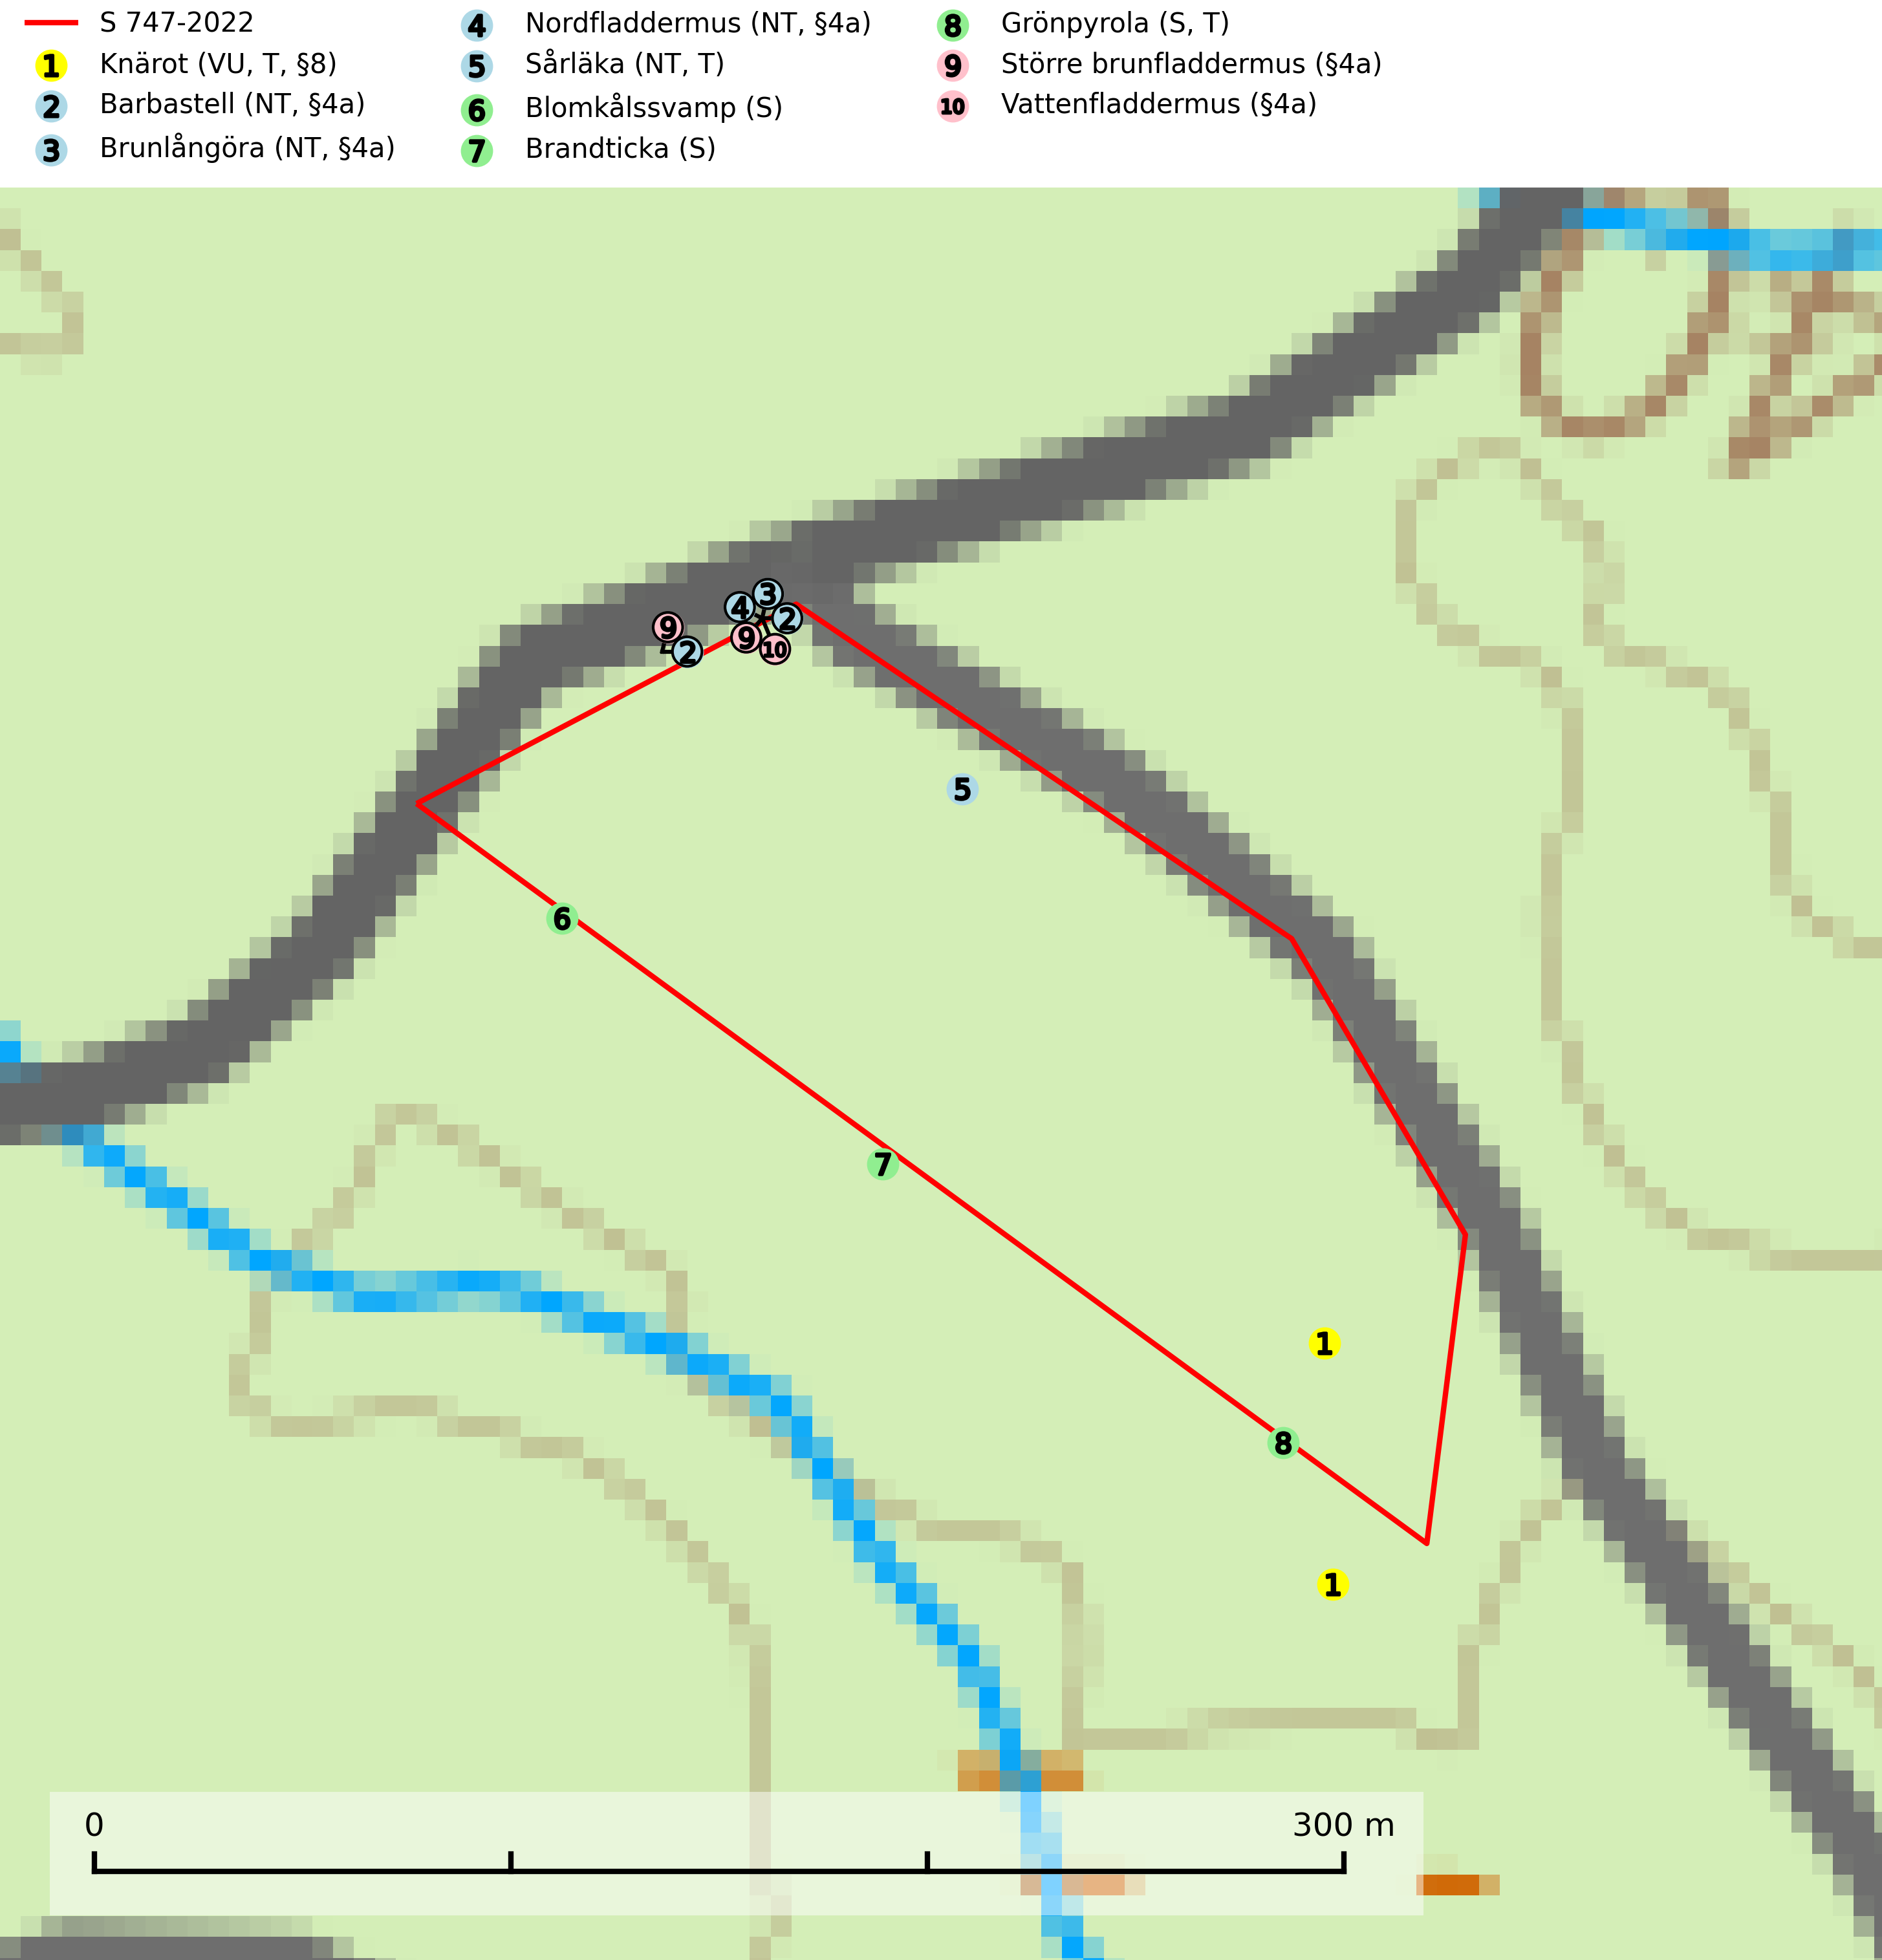 S 747-2022
1 Knärot (VU, T, §8)
2 Barbastell (NT, §4a)
3 Brunlångöra (NT, §4a)
4 Nordfladdermus (NT, §4a)
5 Sårläka (NT, T)
6 Blomkålssvamp (S)
7 Brandticka (S)
8 Grönpyrola (S, T)
9 Större brunfladdermus (§4a)
10 Vattenfladdermus (§4a)
3
4
2
9
9
10
2
5
6
7
1
8
1
0 300 m